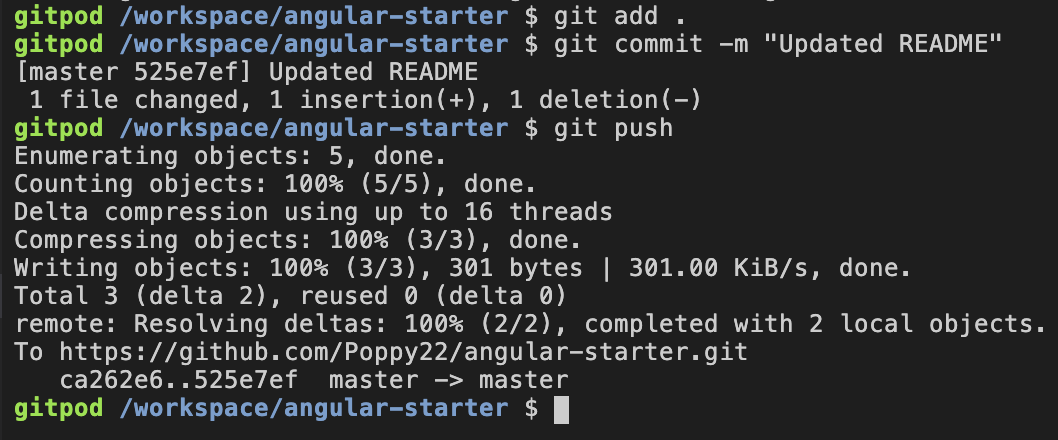 gitpod /workspace/angular-starter $ git add .
gitpod /workspace/angular-starter $ git commit -m "Updated README"
[master 525e7ef] Updated README
 1 file changed, 1 insertion(+), 1 deletion(-)
gitpod /workspace/angular-starter $ git push
Enumerating objects: 5, done.
Counting objects: 100% (5/5), done.
Delta compression using up to 16 threads
Compressing objects: 100% (3/3), done.
Writing objects: 100% (3/3), 301 bytes | 301.00 KiB/s, done.
Total 3 (delta 2), reused 0 (delta 0)
remote: Resolving deltas: 100% (2/2), completed with 2 local objects.
To https://github.com/Poppy22/angular-starter.git
   ca262e6..525e7ef  master -> master
gitpod /workspace/angular-starter $